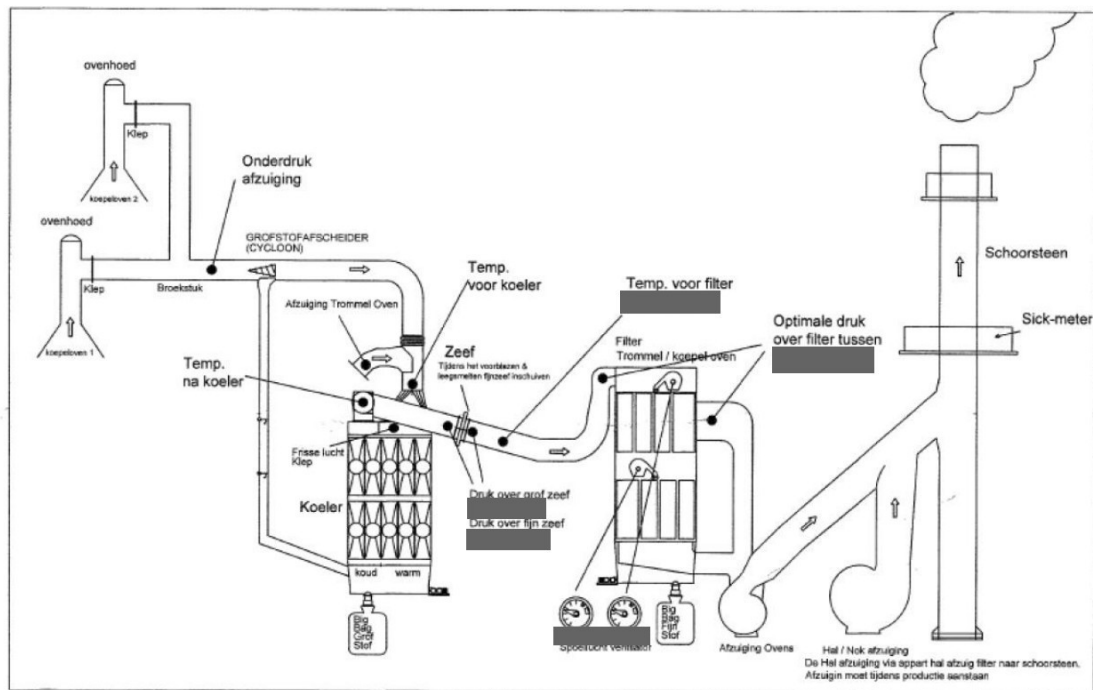 ovenhoed
Klep
koepeloven 2
Onderdruk
afzuiging
ovenhoed
Klep
koepeloven 1
Broekstuk
GROFSTOFAFSCHEIDER
(CYCLOON)
Temp.
voor koeler
Afzuiging Trommel Oven
Temp.
na koeler
Zeef
Tijdens het voorblazen &
leegsmelten fijnzeef inschuiven
Temp. voor filter
Filter
Trommel / koepel oven
Optimale druk
over filter tussen
Schoorsteen
Sick-meter
Frisse lucht
Klep
Koeler
koud
warm
Druk over grof zeef
Druk over fijn zeef
Big
Bag
Grof
Stof
Big
Bag
Fijn
Stof
Spoellucht ventilator
Afzuiging Ovens
Hal / Nok afzuiging
De Hal afzuiging via appart hal afzuig filter naar schoorsteen.
Afzuigin moet tijdens productie aanstaan